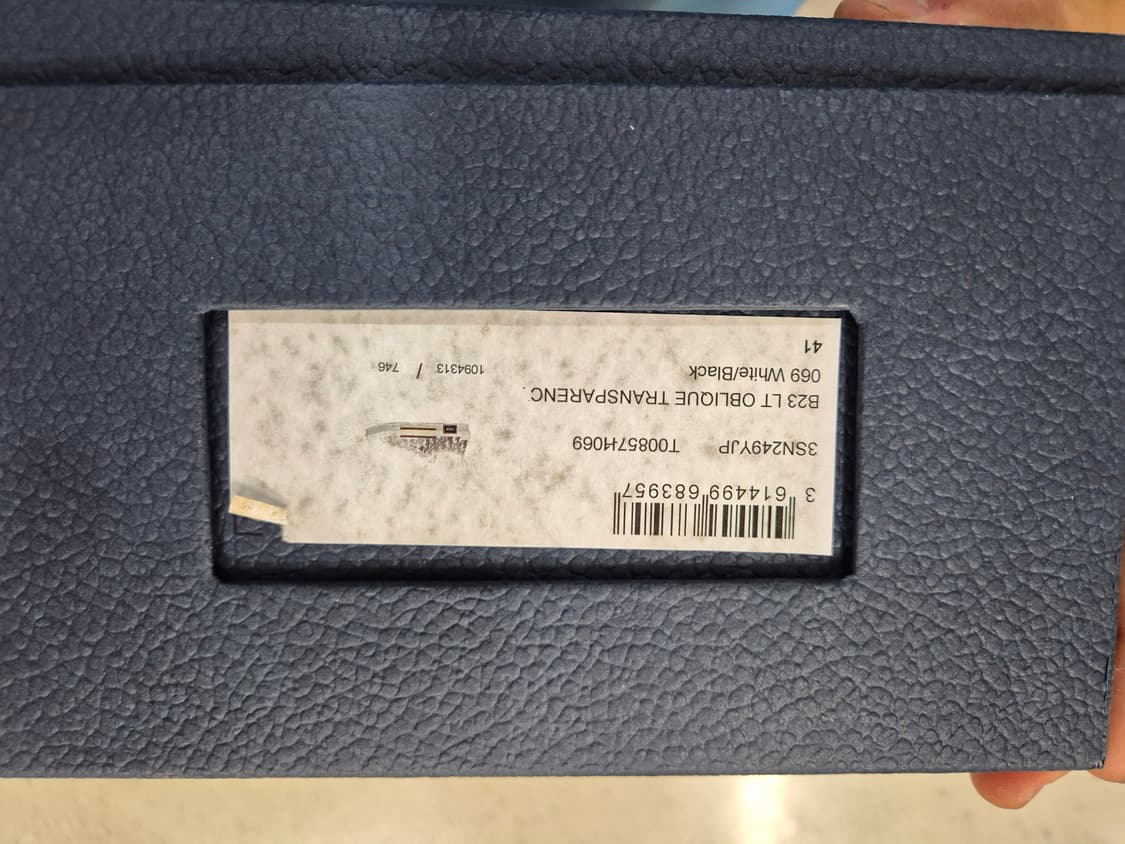 3 614499 683957
3SN249YJP T00857H069
B23 LT OBLIQUE TRANSPARENC.
069 White/Black
1094313 / 746
41